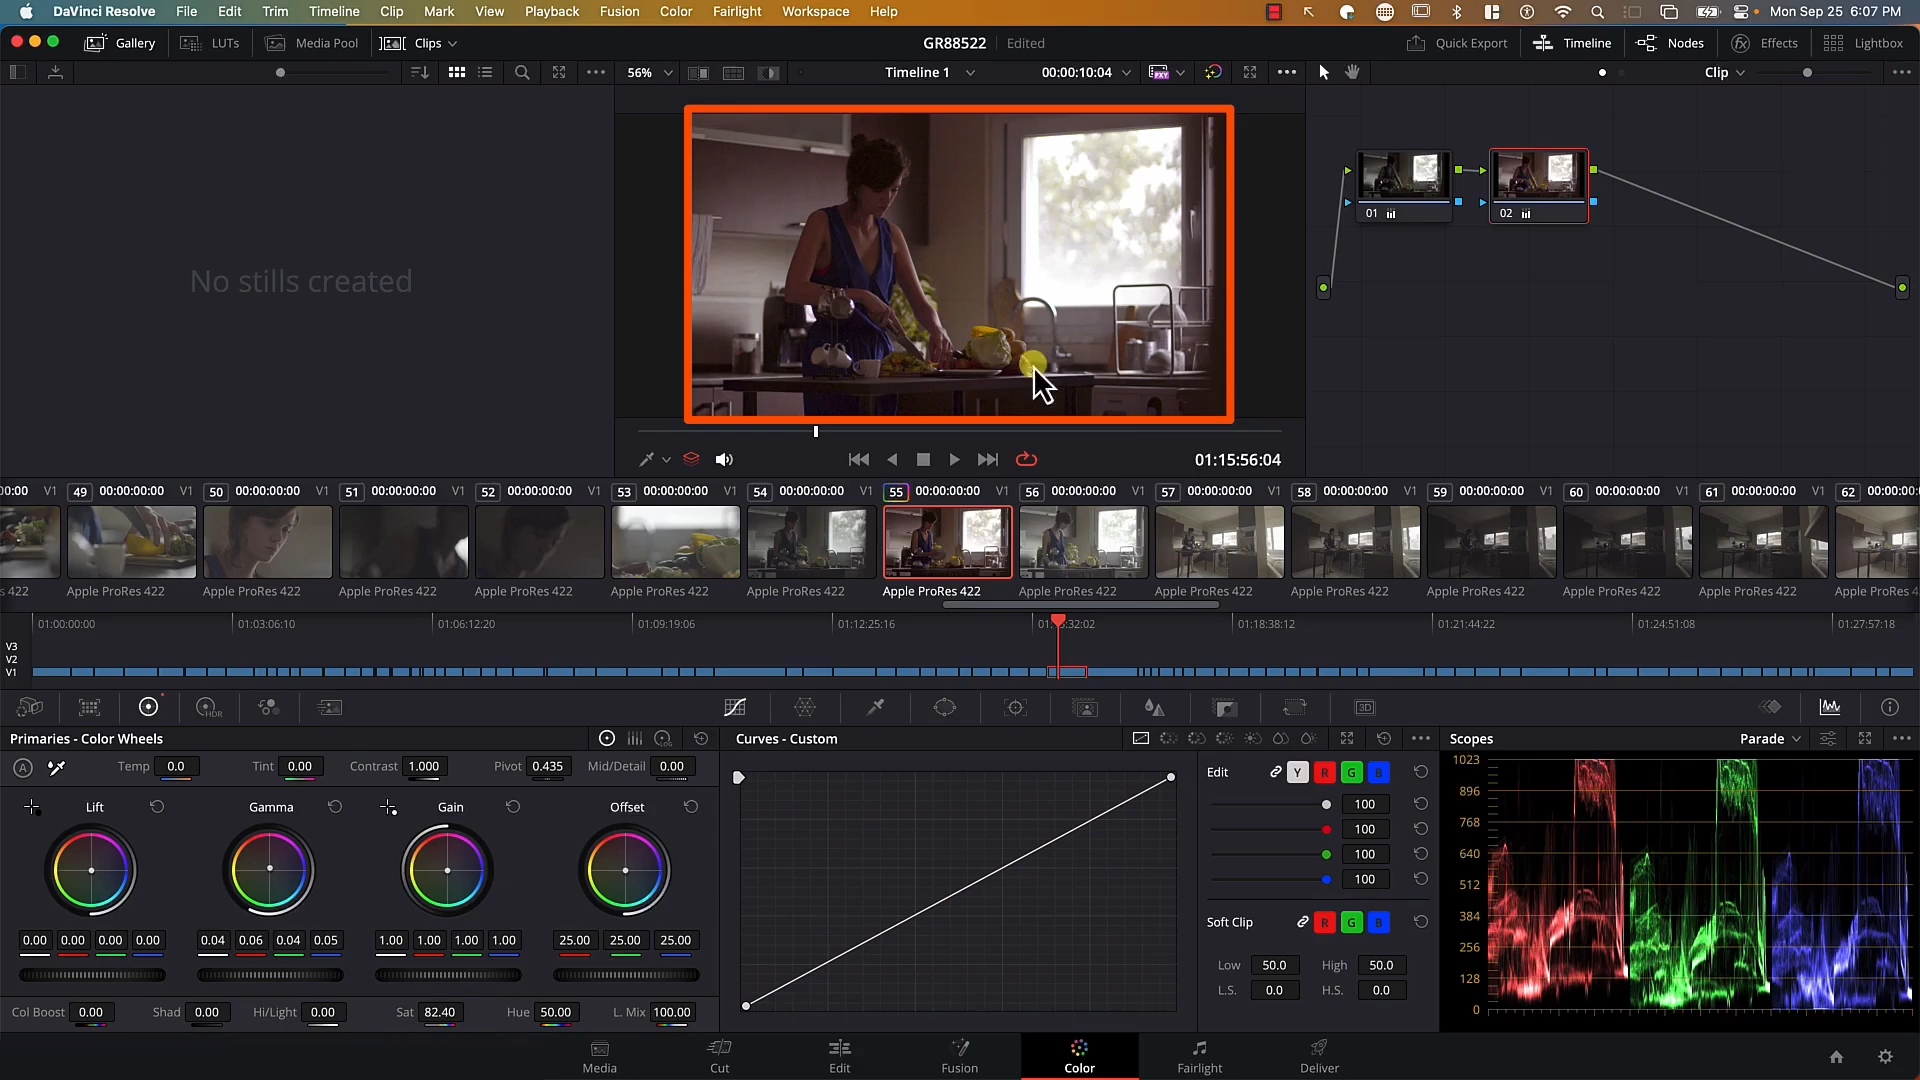 DaVinci Resolve File Edit Trim Timeline Clip Mark View Playback Fusion Color Fairlight Workspace Help Mon Sep 25 6:07 PM
Gallery LUTs Media Pool Clips GR88522 Edited Quick Export Timeline Nodes Effects Lightbox
56% Timeline 1 00:00:10:04 Clip
No stills created
01 02
01:15:56:04
0:00 V1 49 00:00:00:00 V1 50 00:00:00:00 V1 51 00:00:00:00 V1 52 00:00:00:00 V1 53 00:00:00:00 V1 54 00:00:00:00 V1 55 00:00:00:00 V1 56 00:00:00:00 V1 57 00:00:00:00 V1 58 00:00:00:00 V1 59 00:00:00:00 V1 60 00:00:00:00 V1 61 00:00:00:00 V1 62 00:00:0
s 422 Apple ProRes 422 Apple ProRes 422 Apple ProRes 422 Apple ProRes 422 Apple ProRes 422 Apple ProRes 422 Apple ProRes 422 Apple ProRes 422 Apple ProRes 422 Apple ProRes 422 Apple ProRes 422 Apple ProRes 422 Apple ProRes 422 Apple ProRes 4
01:00:00:00 01:03:06:10 01:06:12:20 01:09:19:06 01:12:25:16 32:02 01:18:38:12 01:21:44:22 01:24:51:08 01:27:57:18
V3
V2
V1
HDR 3D
Primaries - Color Wheels Curves - Custom Scopes Parade
LOG
A Temp 0.0 Tint 0.00 Contrast 1.000 Pivot 0.435 Mid/Detail 0.00
Lift Gamma Gain Offset
0.00 0.00 0.00 0.00 0.04 0.06 0.04 0.05 1.00 1.00 1.00 1.00 25.00 25.00 25.00
Col Boost 0.00 Shad 0.00 Hi/Light 0.00 Sat 82.40 Hue 50.00 L. Mix 100.00
Edit Y R G B
100
100
100
100
Soft Clip R G B
Low 50.0 High 50.0
L.S. 0.0 H.S. 0.0
1023
896
768
640
512
384
256
128
0
Media Cut Edit Fusion Color Fairlight Deliver